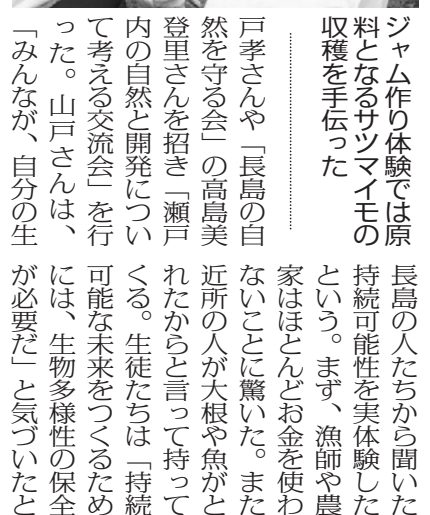 ジャム作り体験では原
料となるサツマイモの
収穫を手伝った
戸孝さんや「長島の自
然を守る会」の高島美
登里さんを招き「瀬戸
内の自然と開発につい
て考える交流会」を行
った。山戸さんは、
「みんなが、自分の生
長島の人たちから聞いた
持続可能性を実体験した
という。まず、漁師や農
家はほとんどお金を使わ
ないことに驚いた。また
近所の人が大根や魚がと
れたからと言って持って
くる。生徒たちは「持続
可能な未来をつくるため
には、生物多様性の保全
が必要だ」と気づいたと